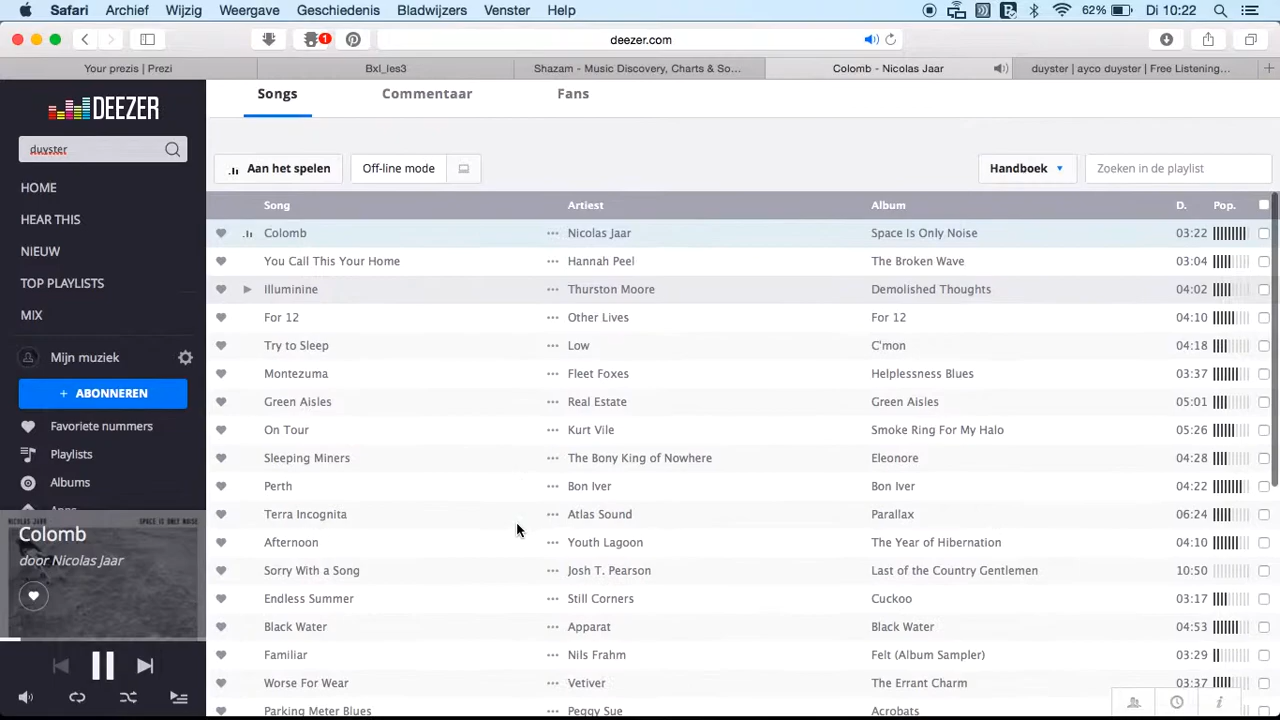 Safari Archief Wijzig Weergave Geschiedenis Bladwijzers Venster Help 62% Di 10:22
1 deezer.com
Your prezis | Prezi Bxl_les3 Shazam - Music Discovery, Charts & So... Colomb - Nicolas Jaar duyster | ayco duyster | Free Listening...
DEEZER
duyster
HOME
HEAR THIS
NIEUW
TOP PLAYLISTS
MIX
Mijn muziek
+ ABONNEREN
Favoriete nummers
Playlists
Albums
NICOLAS JAAR SPACE IS ONLY NOISE
Colomb
door Nicolas Jaar
Songs Commentaar Fans
Aan het spelen Off-line mode Handboek Zoeken in de playlist
Song Artiest Album D. Pop.
Colomb ••• Nicolas Jaar Space Is Only Noise 03:22
You Call This Your Home ••• Hannah Peel The Broken Wave 03:04
Illuminine ••• Thurston Moore Demolished Thoughts 04:02
For 12 ••• Other Lives For 12 04:10
Try to Sleep ••• Low C'mon 04:18
Montezuma ••• Fleet Foxes Helplessness Blues 03:37
Green Aisles ••• Real Estate Green Aisles 05:01
On Tour ••• Kurt Vile Smoke Ring For My Halo 05:26
Sleeping Miners ••• The Bony King of Nowhere Eleonore 04:28
Perth ••• Bon Iver Bon Iver 04:22
Terra Incognita ••• Atlas Sound Parallax 06:24
Afternoon ••• Youth Lagoon The Year of Hibernation 04:10
Sorry With a Song ••• Josh T. Pearson Last of the Country Gentlemen 10:50
Endless Summer ••• Still Corners Cuckoo 03:17
Black Water ••• Apparat Black Water 04:53
Familiar ••• Nils Frahm Felt (Album Sampler) 03:29
Worse For Wear ••• Vetiver The Errant Charm 03:37
Parking Meter Blues Peggy Sue Acrobats